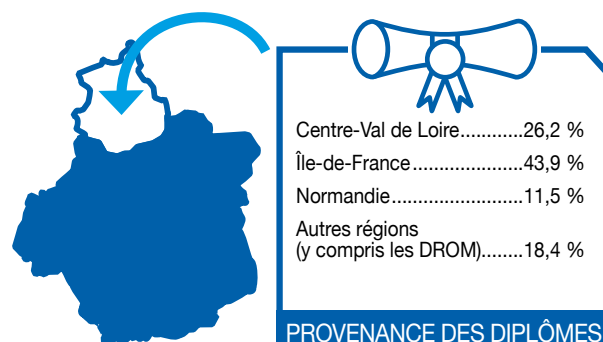 Centre-Val de Loire............26,2 %
Île-de-France.....................43,9 %
Normandie.........................11,5 %
Autres régions
(y compris les DROM)........18,4 %
PROVENANCE DES DIPLÔMES